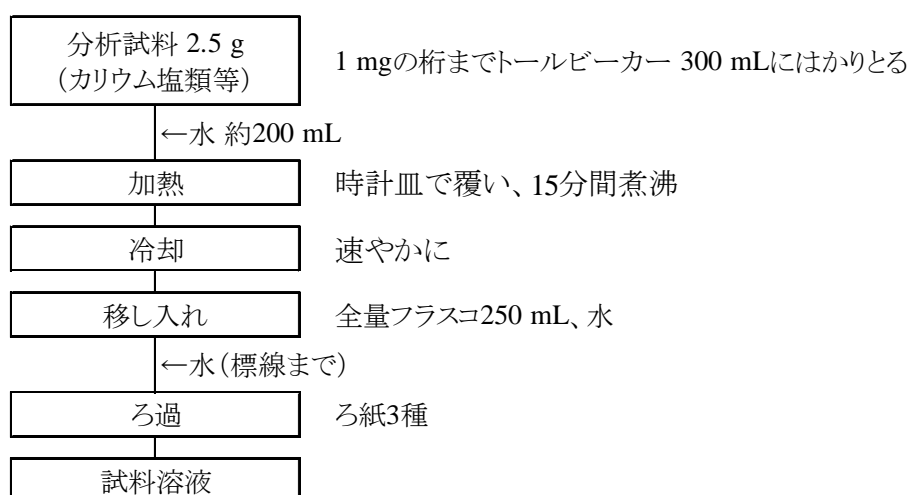 分析試料 2.5 g
(カリウム塩類等)
1 mgの桁までトールビーカー 300 mLにはかりとる
←水 約200 mL
加熱
時計皿で覆い、15分間煮沸
冷却
速やかに
移し入れ
全量フラスコ250 mL、水
←水(標線まで)
ろ過
ろ紙3種
試料溶液